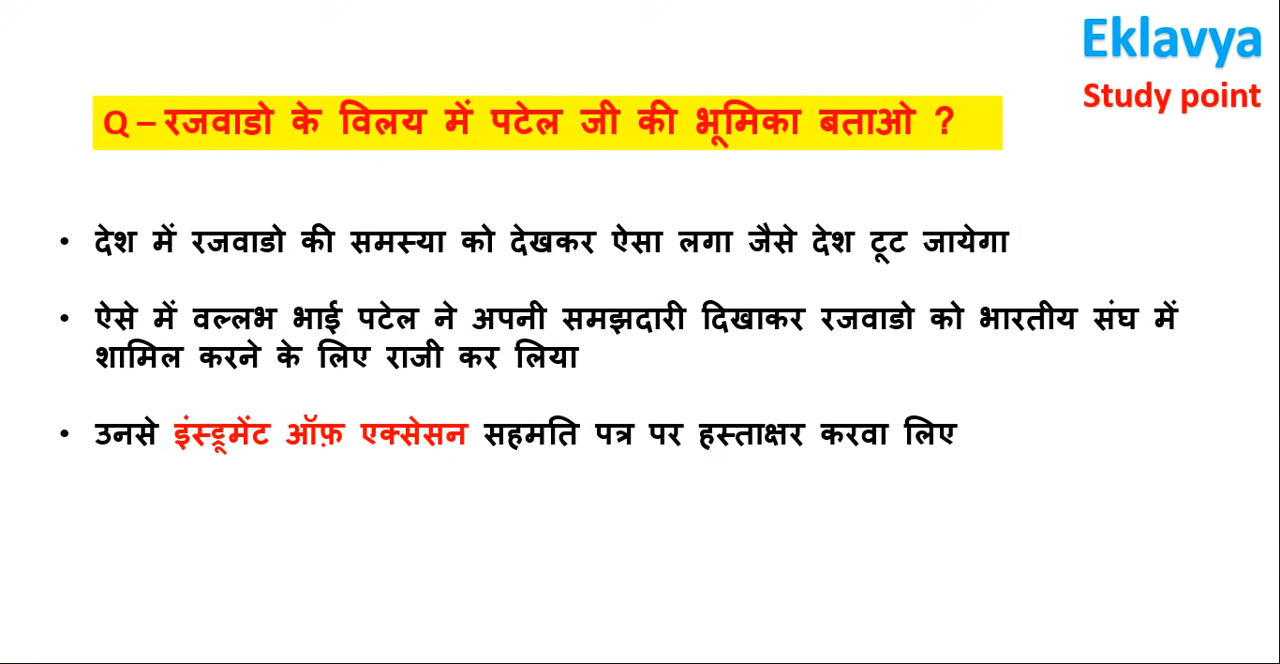 Eklavya
Study point
Q – रजवाडो के विलय में पटेल जी की भूमिका बताओ ?
• देश में रजवाडो की समस्या को देखकर ऐसा लगा जैसे देश टूट जायेगा
• ऐसे में वल्लभ भाई पटेल ने अपनी समझदारी दिखाकर रजवाडो को भारतीय संघ में
शामिल करने के लिए राजी कर लिया
• उनसे इंस्ट्रूमेंट ऑफ़ एक्सेसन सहमति पत्र पर हस्ताक्षर करवा लिए